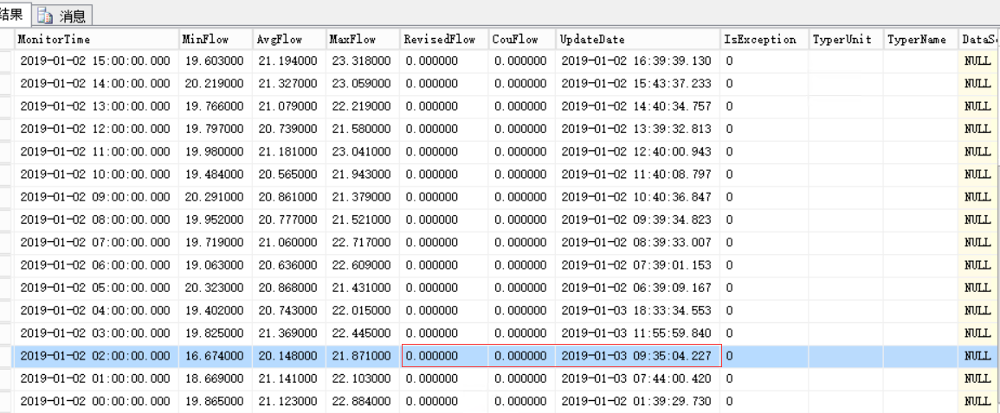 结果 消息
MonitorTime MinFlow AvgFlow MaxFlow RevisedFlow CouFlow UpdateDate IsException TyperUnit TyperName DataS
2019-01-02 15:00:00.000 19.603000 21.194000 23.318000 0.000000 0.000000 2019-01-02 16:39:39.130 0 NULL
2019-01-02 14:00:00.000 20.219000 21.327000 23.059000 0.000000 0.000000 2019-01-02 15:43:37.233 0 NULL
2019-01-02 13:00:00.000 19.766000 21.079000 22.219000 0.000000 0.000000 2019-01-02 14:40:34.757 0 NULL
2019-01-02 12:00:00.000 19.797000 20.739000 21.580000 0.000000 0.000000 2019-01-02 13:39:32.813 0 NULL
2019-01-02 11:00:00.000 19.980000 21.181000 23.041000 0.000000 0.000000 2019-01-02 12:40:00.943 0 NULL
2019-01-02 10:00:00.000 19.484000 20.565000 21.943000 0.000000 0.000000 2019-01-02 11:40:08.797 0 NULL
2019-01-02 09:00:00.000 20.291000 20.861000 21.379000 0.000000 0.000000 2019-01-02 10:40:36.847 0 NULL
2019-01-02 08:00:00.000 19.952000 20.777000 21.521000 0.000000 0.000000 2019-01-02 09:39:34.823 0 NULL
2019-01-02 07:00:00.000 19.719000 21.060000 22.717000 0.000000 0.000000 2019-01-02 08:39:33.007 0 NULL
2019-01-02 06:00:00.000 19.063000 20.636000 22.609000 0.000000 0.000000 2019-01-02 07:39:01.153 0 NULL
2019-01-02 05:00:00.000 20.323000 20.868000 21.431000 0.000000 0.000000 2019-01-02 06:39:09.167 0 NULL
2019-01-02 04:00:00.000 19.402000 20.743000 22.015000 0.000000 0.000000 2019-01-03 18:33:34.553 0 NULL
2019-01-02 03:00:00.000 19.825000 21.369000 22.445000 0.000000 0.000000 2019-01-03 11:55:59.840 0 NULL
2019-01-02 02:00:00.000 16.674000 20.148000 21.871000 0.000000 0.000000 2019-01-03 09:35:04.227 0 NULL
2019-01-02 01:00:00.000 18.669000 21.141000 22.103000 0.000000 0.000000 2019-01-03 07:44:00.420 0 NULL
2019-01-02 00:00:00.000 19.865000 21.123000 22.884000 0.000000 0.000000 2019-01-02 01:39:29.730 0 NULL